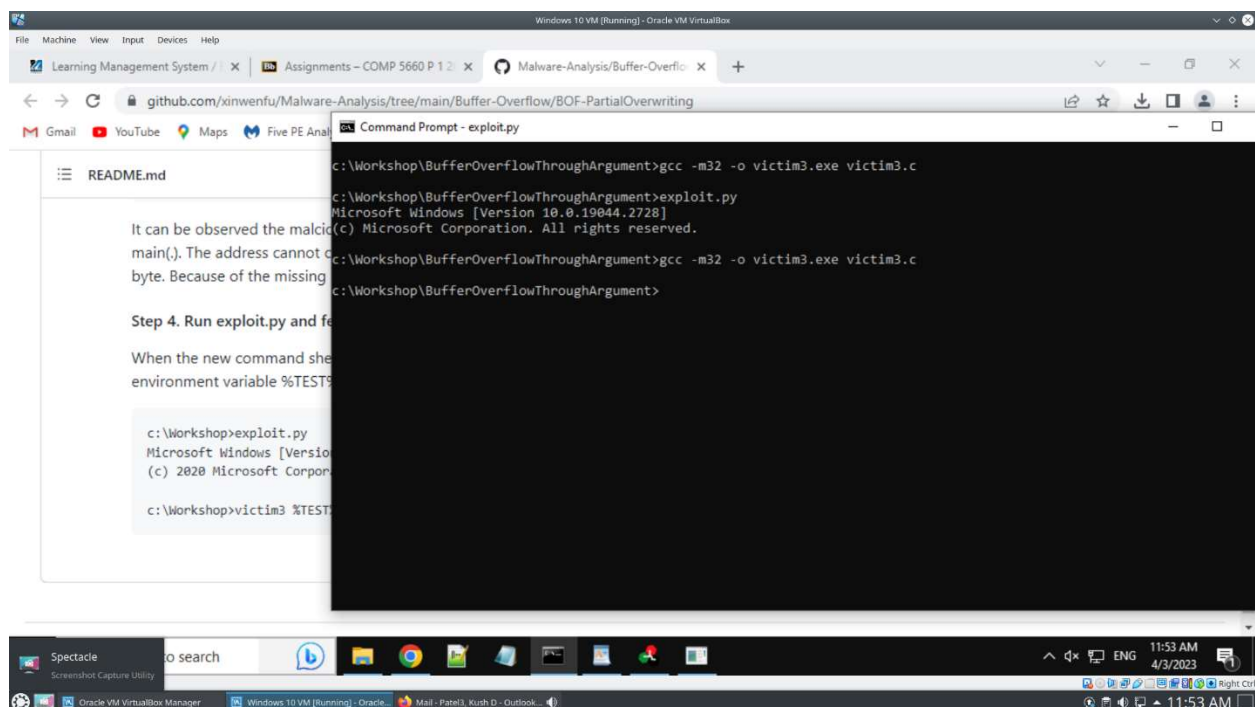 Windows 10 VM [Running] - Oracle VM VirtualBox
File Machine View Input Devices Help
Learning Management System /
Assignments – COMP 5660 P 1 2
Malware-Analysis/Buffer-Overflo
github.com/xinwenfu/Malware-Analysis/tree/main/Buffer-Overflow/BOF-PartialOverwriting
Gmail YouTube Maps Five PE Anal
Command Prompt - exploit.py
README.md
It can be observed the malcio
main(.). The address cannot c
byte. Because of the missing
Step 4. Run exploit.py and fe
When the new command she
environment variable %TEST%
c:\Workshop>exploit.py
Microsoft Windows [Version
(c) 2020 Microsoft Corpora
c:\Workshop>victim3 %TEST%
c:\Workshop\BufferOverflowThroughArgument>gcc -m32 -o victim3.exe victim3.c
c:\Workshop\BufferOverflowThroughArgument>exploit.py
Microsoft Windows [Version 10.0.19044.2728]
(c) Microsoft Corporation. All rights reserved.
c:\Workshop\BufferOverflowThroughArgument>gcc -m32 -o victim3.exe victim3.c
c:\Workshop\BufferOverflowThroughArgument>
Spectacle
Screenshot Capture Utility
to search
ENG
11:53 AM
4/3/2023
Right Ctrl
Oracle VM VirtualBox Manager
Windows 10 VM [Running] - Oracle...
Mail - Patel3, Kush D - Outlook...
11:53 AM